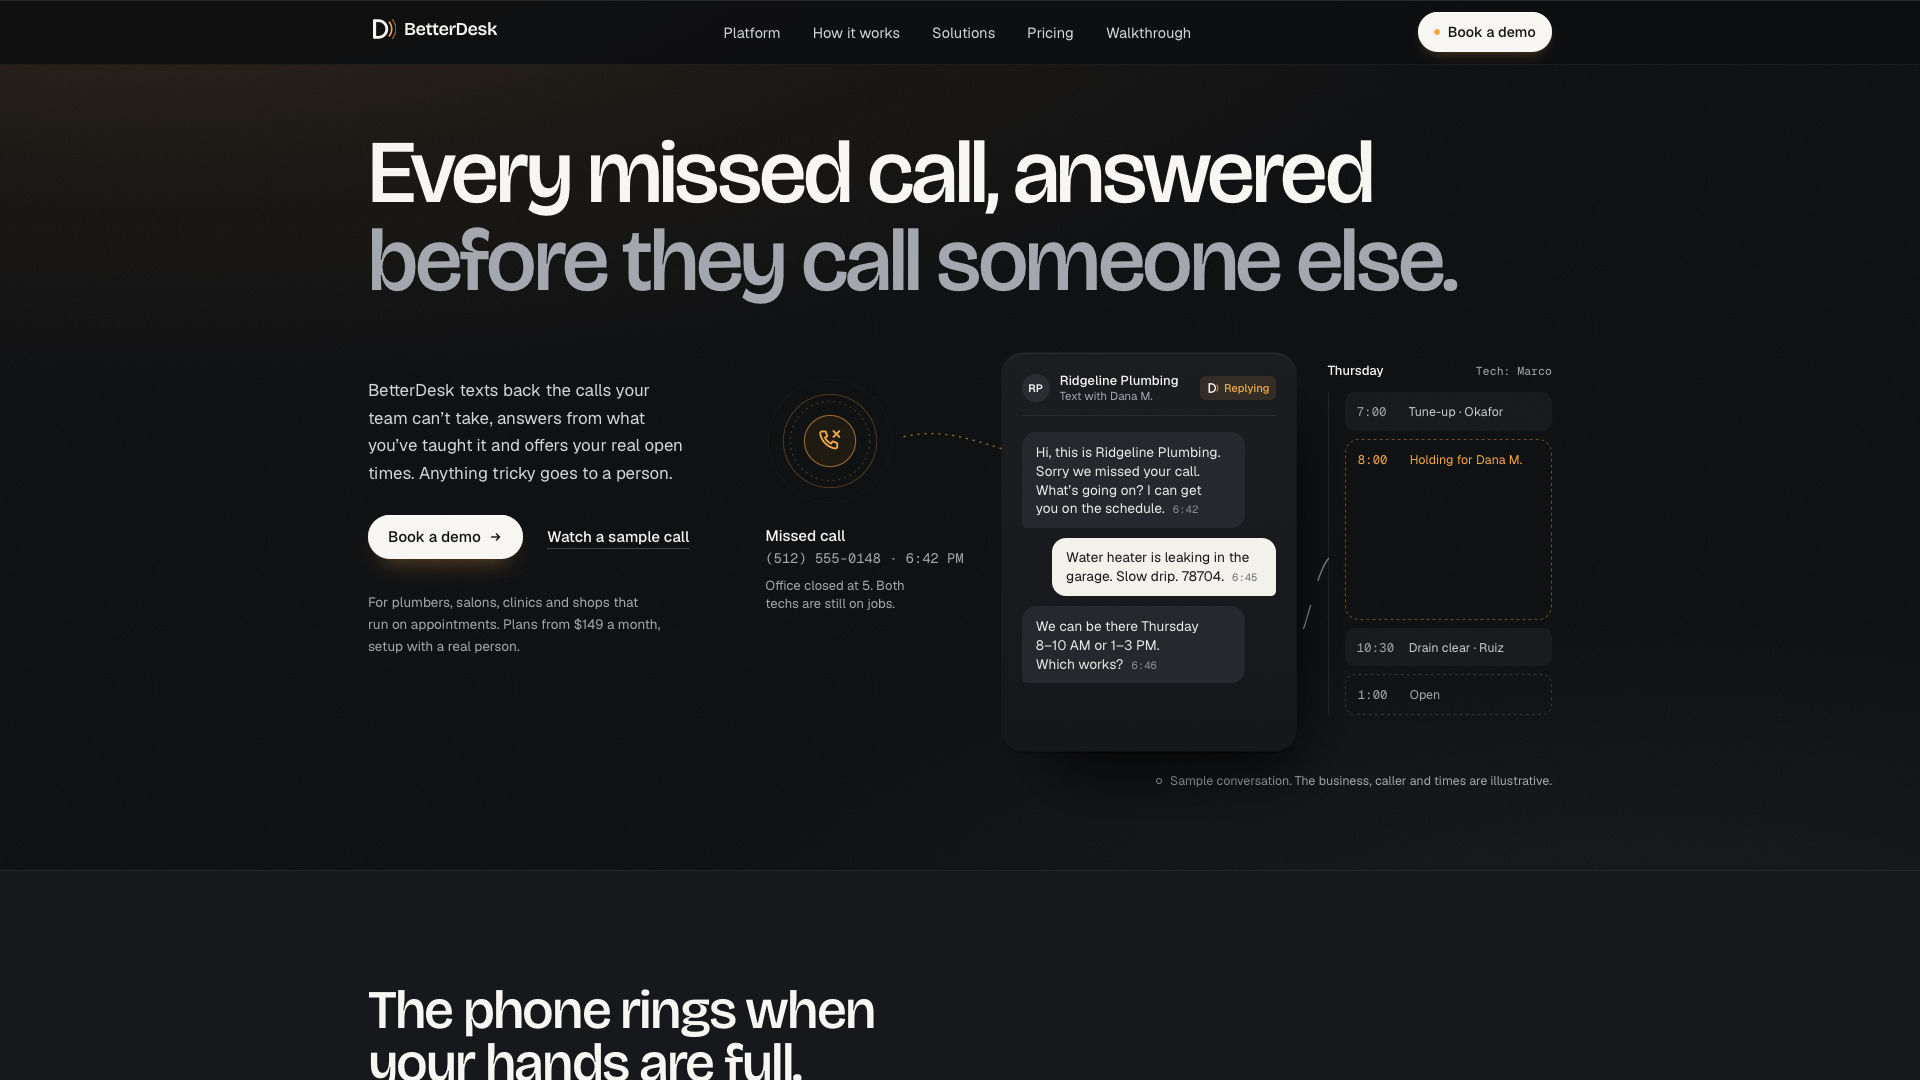 BetterDesk
Platform
How it works
Solutions
Pricing
Walkthrough
Book a demo
Every missed call, answered
before they call someone else.
BetterDesk texts back the calls your
team can’t take, answers from what
you’ve taught it and offers your real open
times. Anything tricky goes to a person.
Book a demo →
Watch a sample call
For plumbers, salons, clinics and shops that
run on appointments. Plans from $149 a month,
setup with a real person.
Missed call
(512) 555-0148 · 6:42 PM
Office closed at 5. Both
techs are still on jobs.
RP
Ridgeline Plumbing
Text with Dana M.
Replying
Hi, this is Ridgeline Plumbing.
Sorry we missed your call.
What’s going on? I can get
you on the schedule. 6:42
Water heater is leaking in the
garage. Slow drip. 78704. 6:45
We can be there Thursday
8–10 AM or 1–3 PM.
Which works? 6:46
Thursday
Tech: Marco
7:00 Tune-up · Okafor
8:00 Holding for Dana M.
10:30 Drain clear · Ruiz
1:00 Open
Sample conversation. The business, caller and times are illustrative.
The phone rings when
your hands are full.